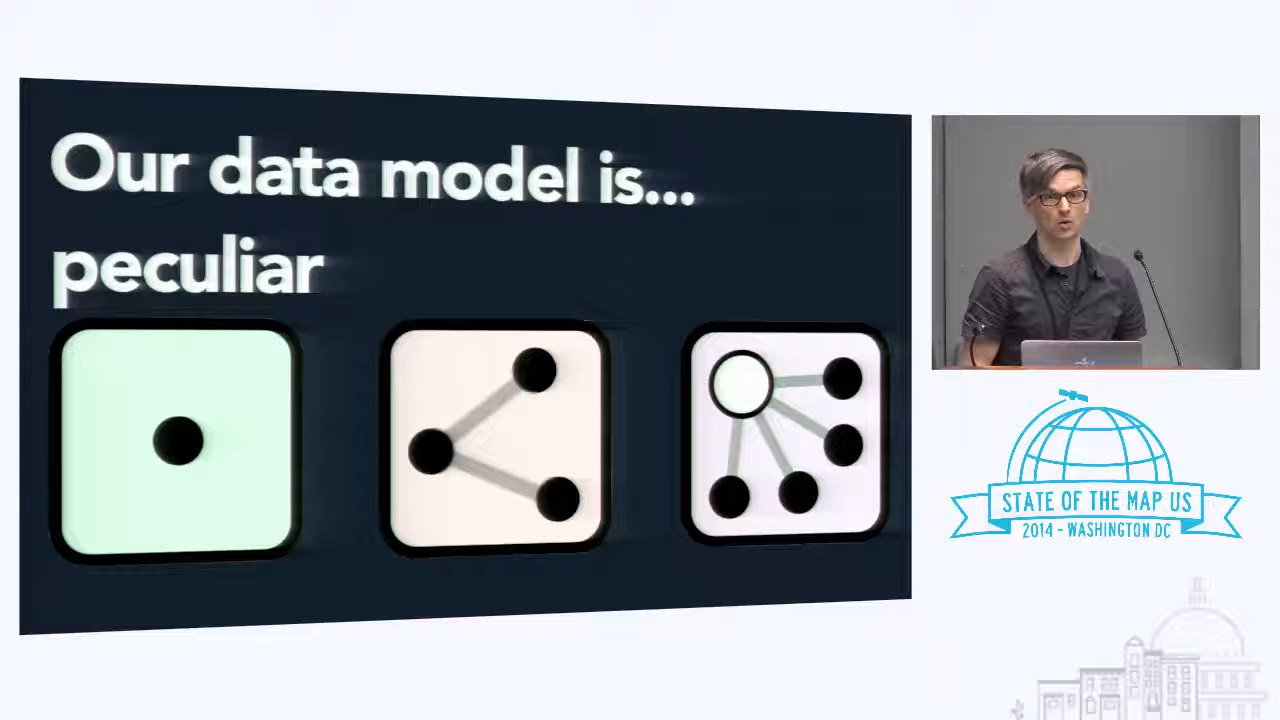 Our data model is...
peculiar
STATE OF THE MAP US
2014 - WASHINGTON DC